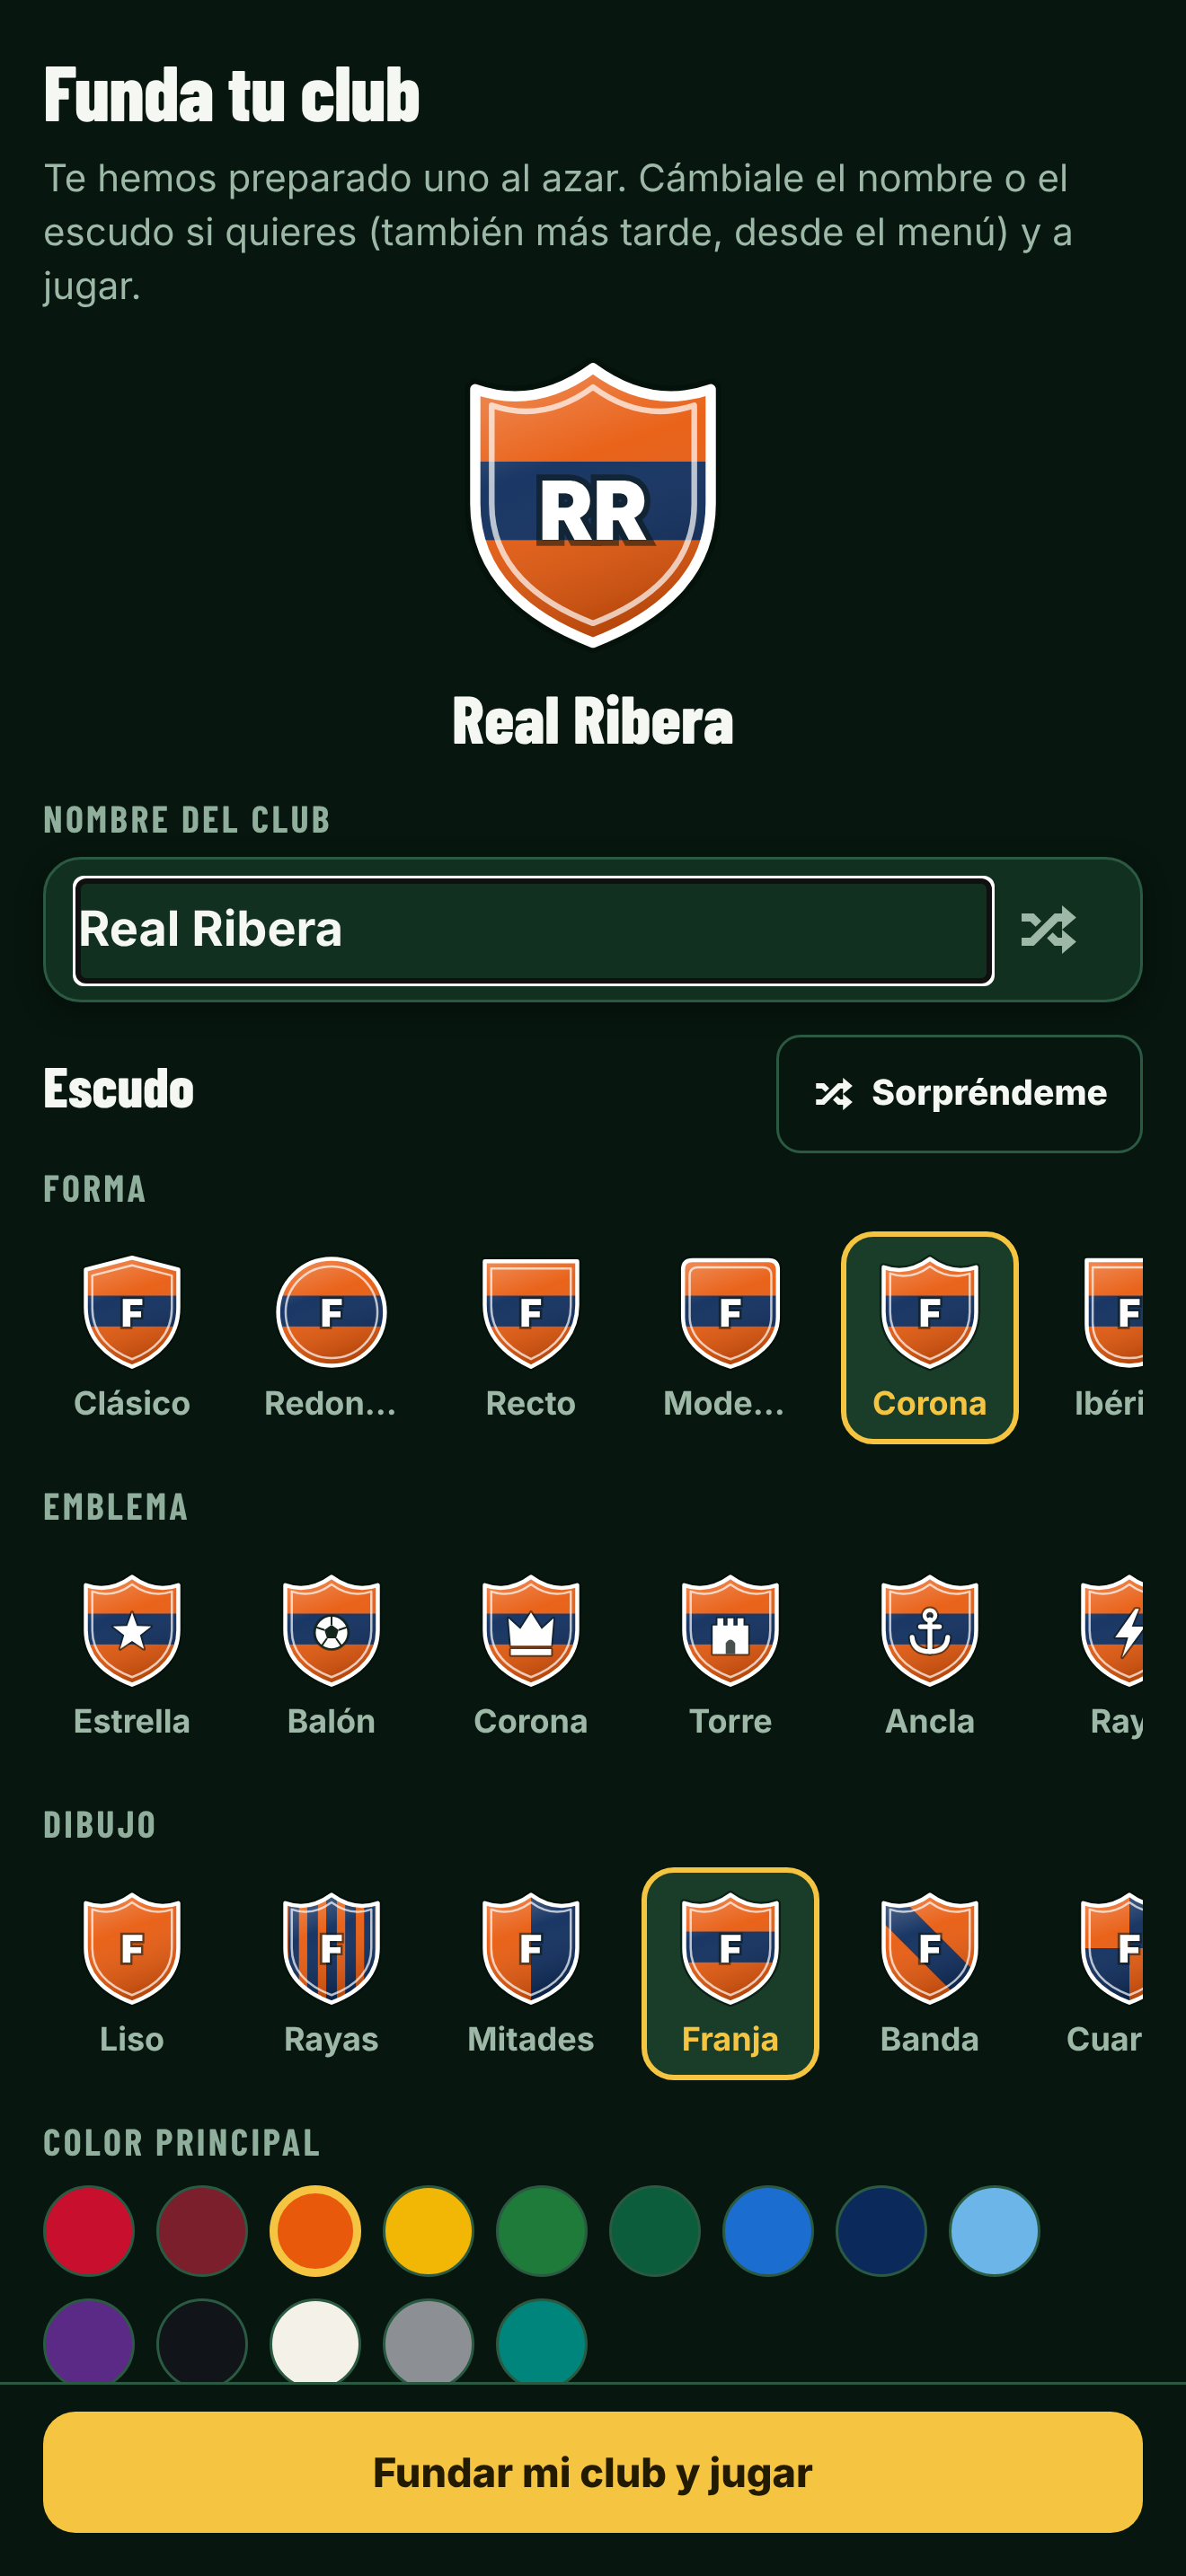 Funda tu club
Te hemos preparado uno al azar. Cámbiale el nombre o el
escudo si quieres (también más tarde, desde el menú) y a
jugar.
RR
Real Ribera
NOMBRE DEL CLUB
Real Ribera
Escudo
Sorpréndeme
FORMA
F F F F F F
Clásico Redon... Recto Mode... Corona Ibéri
EMBLEMA
Estrella Balón Corona Torre Ancla Ray
DIBUJO
F F F F F F
Liso Rayas Mitades Franja Banda Cuar
COLOR PRINCIPAL
Fundar mi club y jugar